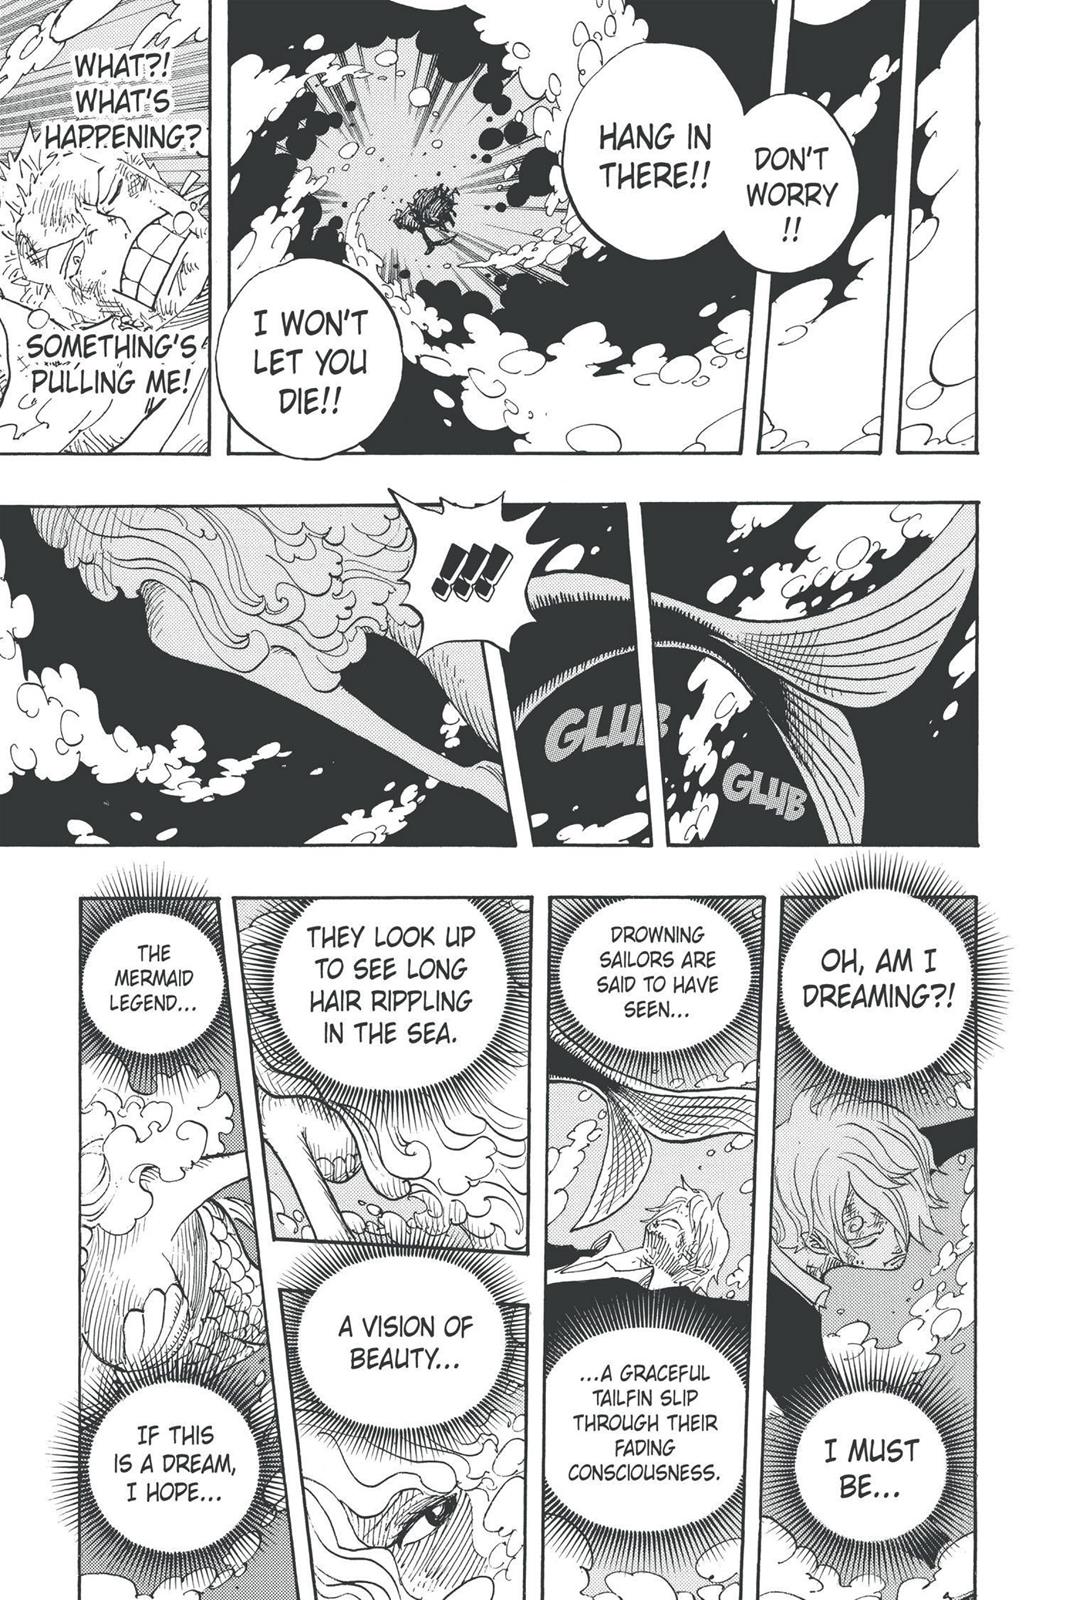 DON'T
WORRY
!!
HANG IN
THERE!!
I WON'T
LET YOU
DIE!!
WHAT?!
WHAT'S
HAPPENING?
SOMETHING'S
PULLING ME!
GLUB
GLUB
!!!
OH, AM I
DREAMING?!
I MUST
BE...
DROWNING
SAILORS ARE
SAID TO HAVE
SEEN...
...A GRACEFUL
TAILFIN SLIP
THROUGH THEIR
FADING
CONSCIOUSNESS.
THEY LOOK UP
TO SEE LONG
HAIR RIPPLING
IN THE SEA.
A VISION OF
BEAUTY...
THE
MERMAID
LEGEND...
IF THIS
IS A DREAM,
I HOPE...